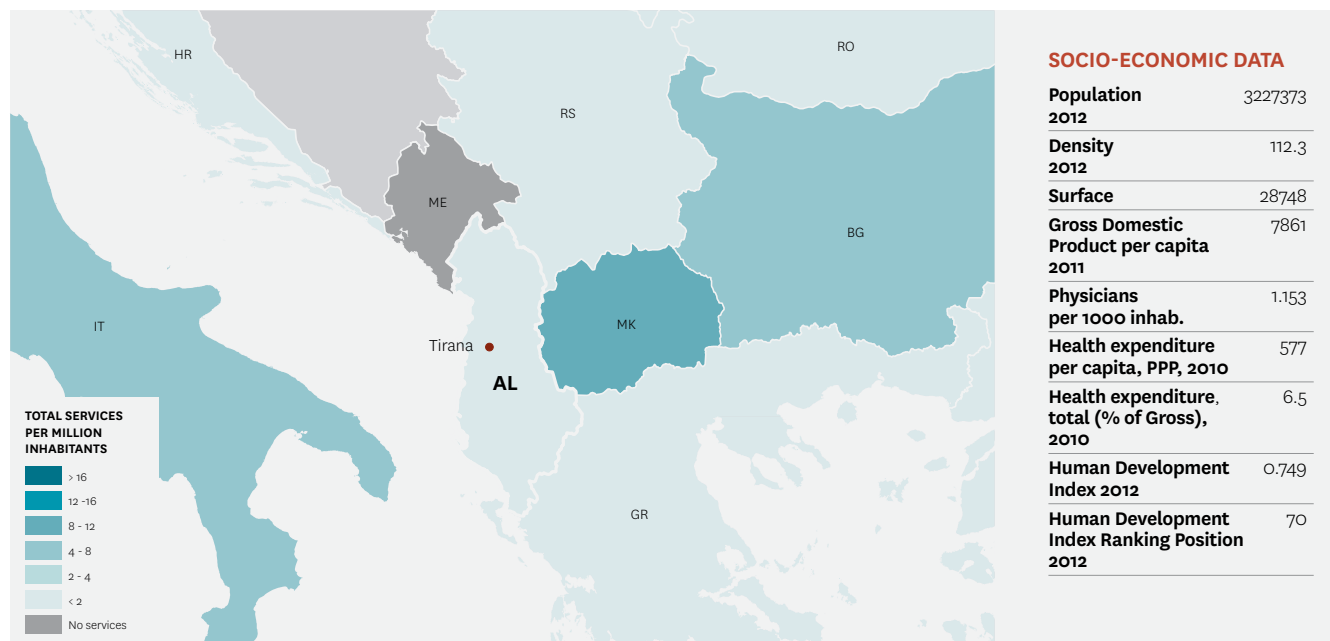 HR
RO
RS
ME
BG
IT
MK
Tirana
AL
GR
TOTAL SERVICES
PER MILLION
INHABITANTS
> 16
12 -16
8 - 12
4 - 8
2 - 4
< 2
No services
SOCIO-ECONOMIC DATA
Population 3227373
2012
Density 112.3
2012
Surface 28748
Gross Domestic 7861
Product per capita
2011
Physicians 1.153
per 1000 inhab.
Health expenditure 577
per capita, PPP, 2010
Health expenditure, 6.5
total (% of Gross),
2010
Human Development 0.749
Index 2012
Human Development 70
Index Ranking Position
2012